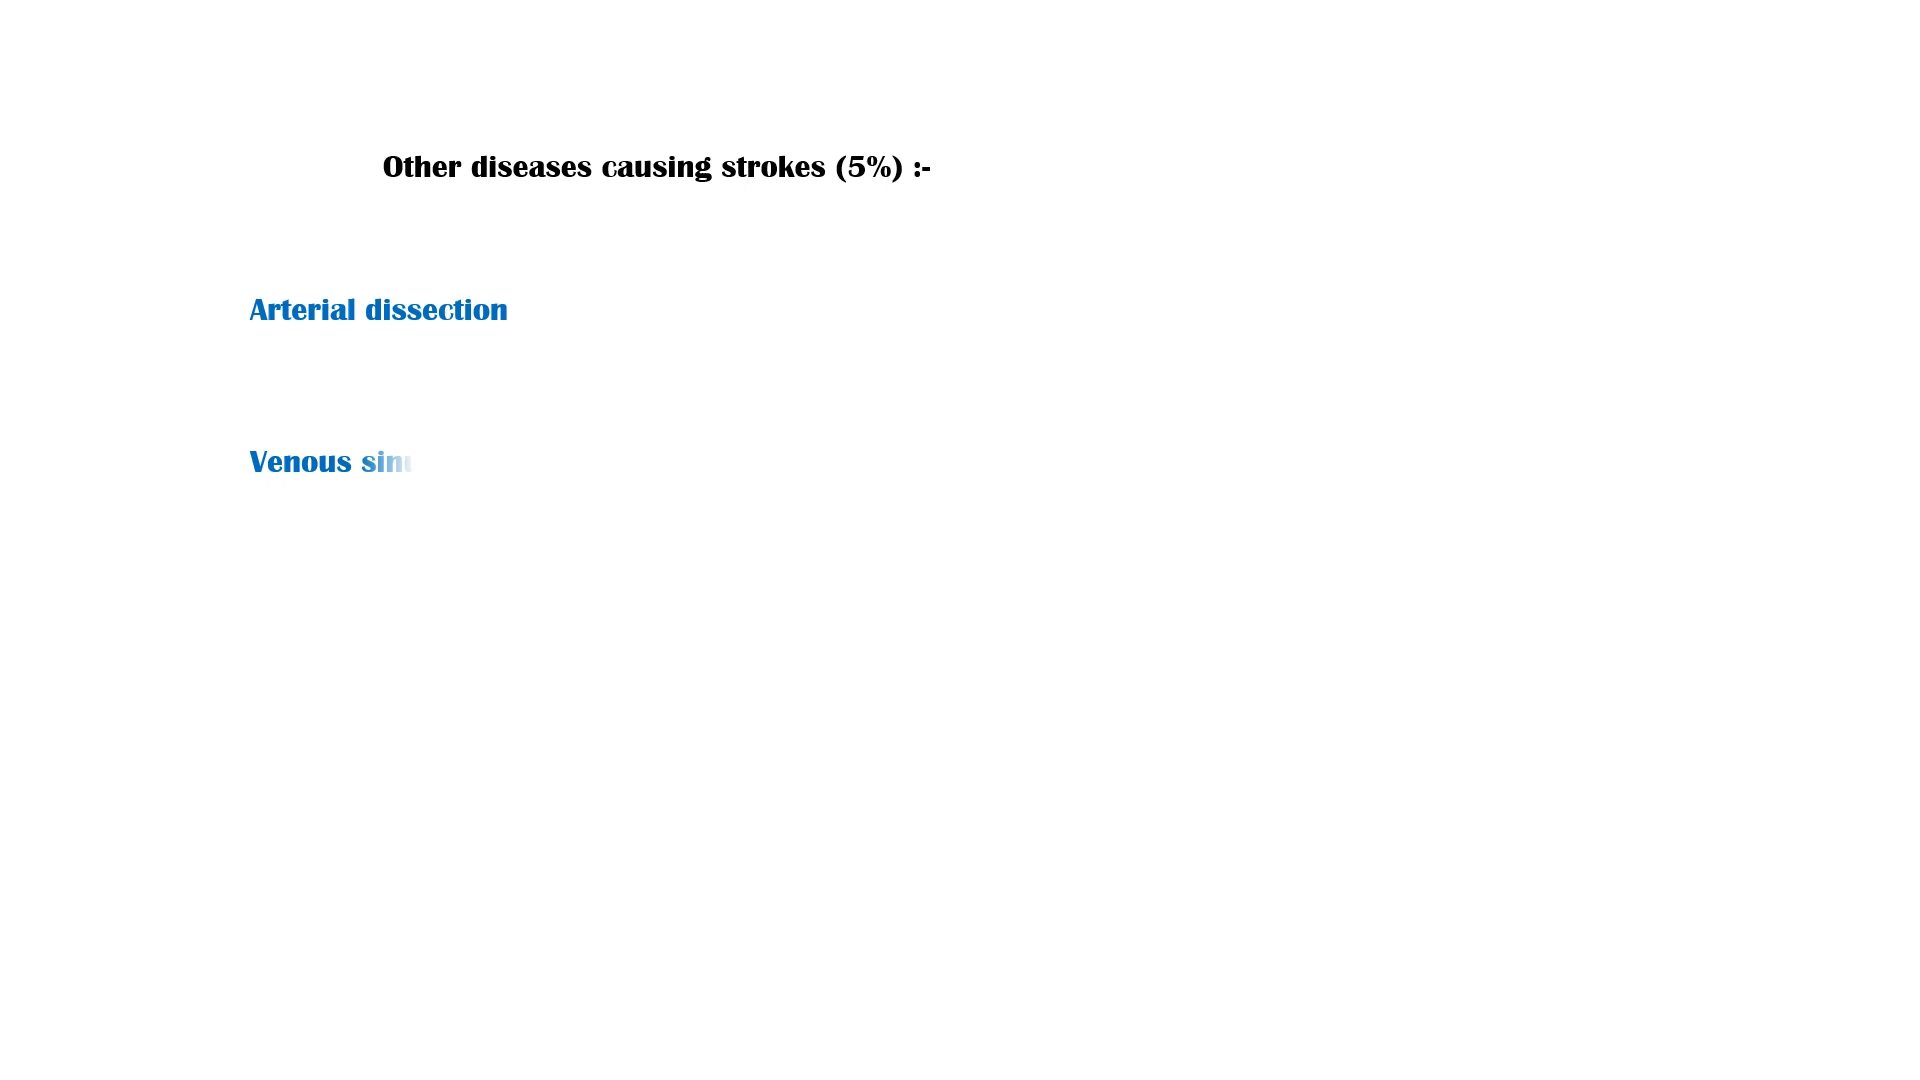 Other diseases causing strokes (5%) :-
Arterial dissection
Venous